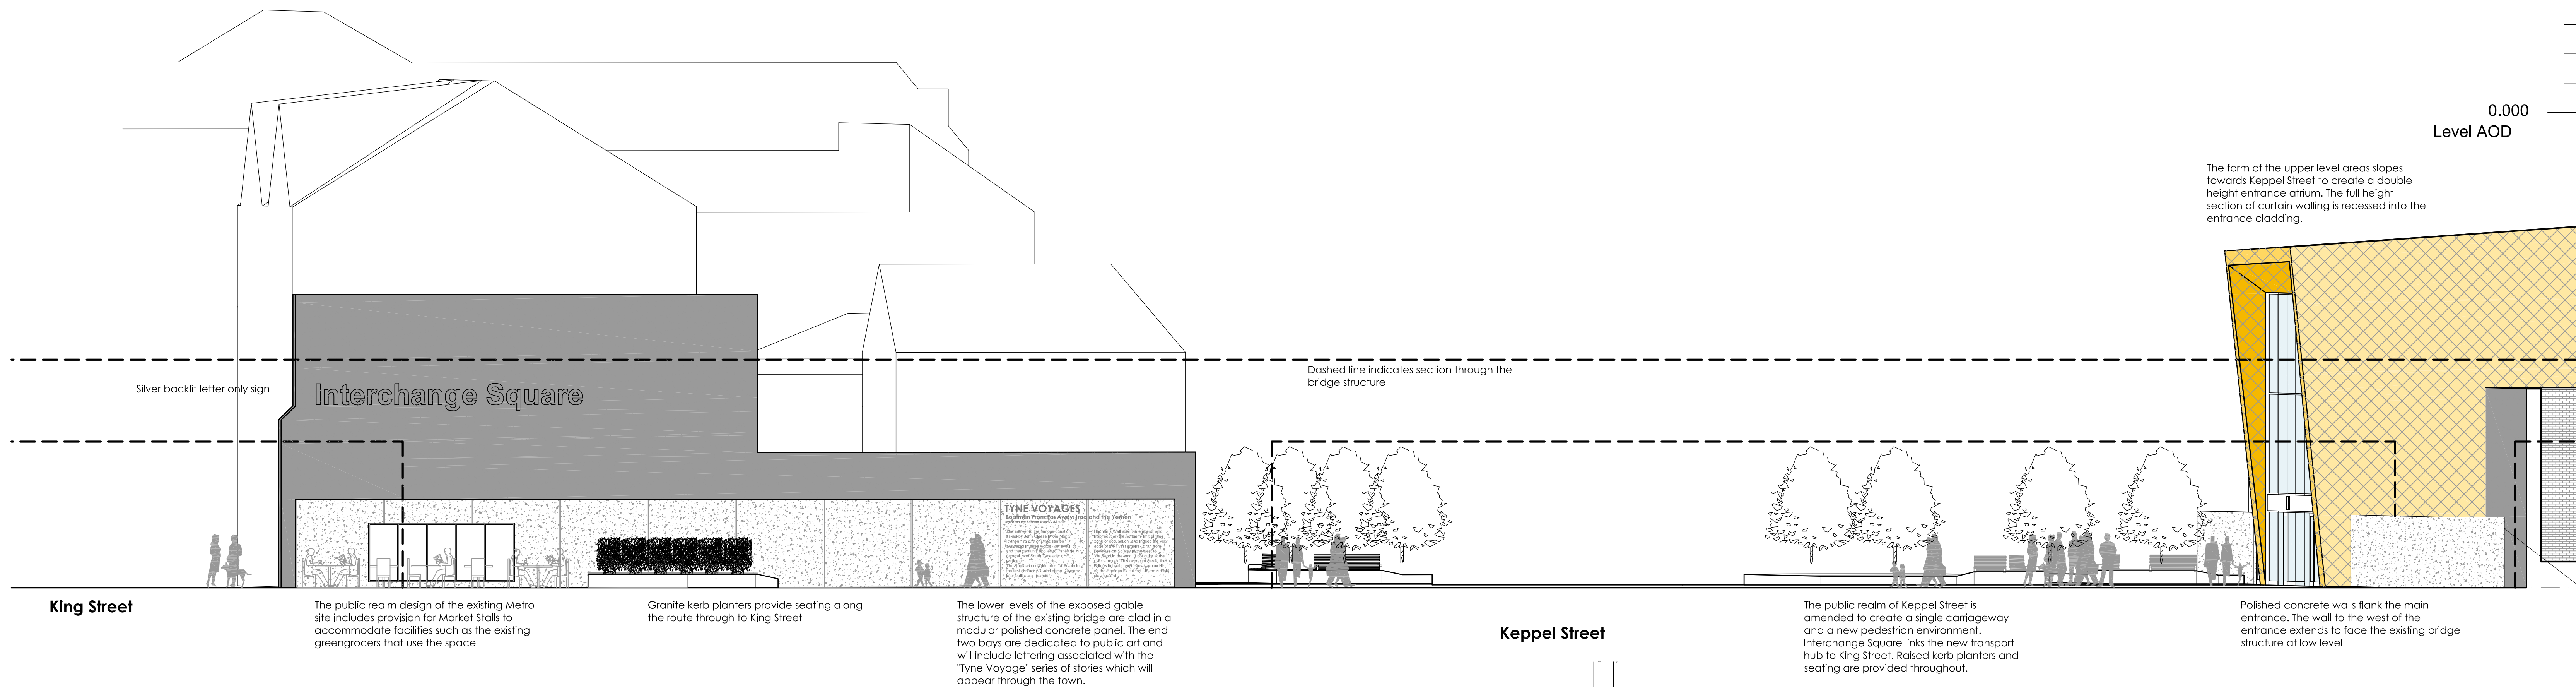 0.000
Level AOD
The form of the upper level areas slopes
towards Keppel Street to create a double
height entrance atrium. The full height
section of curtain walling is recessed into the
entrance cladding.
Dashed line indicates section through the
bridge structure
Silver backlit letter only sign
Interchange Square
TYNE VOYAGES
Boatmen From Far Away: Iraq and the Yemen
King Street
The public realm design of the existing Metro
site includes provision for Market Stalls to
accommodate facilities such as the existing
greengrocers that use the space
Granite kerb planters provide seating along
the route through to King Street
The lower levels of the exposed gable
structure of the existing bridge are clad in a
modular polished concrete panel. The end
two bays are dedicated to public art and
will include lettering associated with the
"Tyne Voyage" series of stories which will
appear through the town.
Keppel Street
The public realm of Keppel Street is
amended to create a single carriageway
and a new pedestrian environment.
Interchange Square links the new transport
hub to King Street. Raised kerb planters and
seating are provided throughout.
Polished concrete walls flank the main
entrance. The wall to the west of the
entrance extends to face the existing bridge
structure at low level